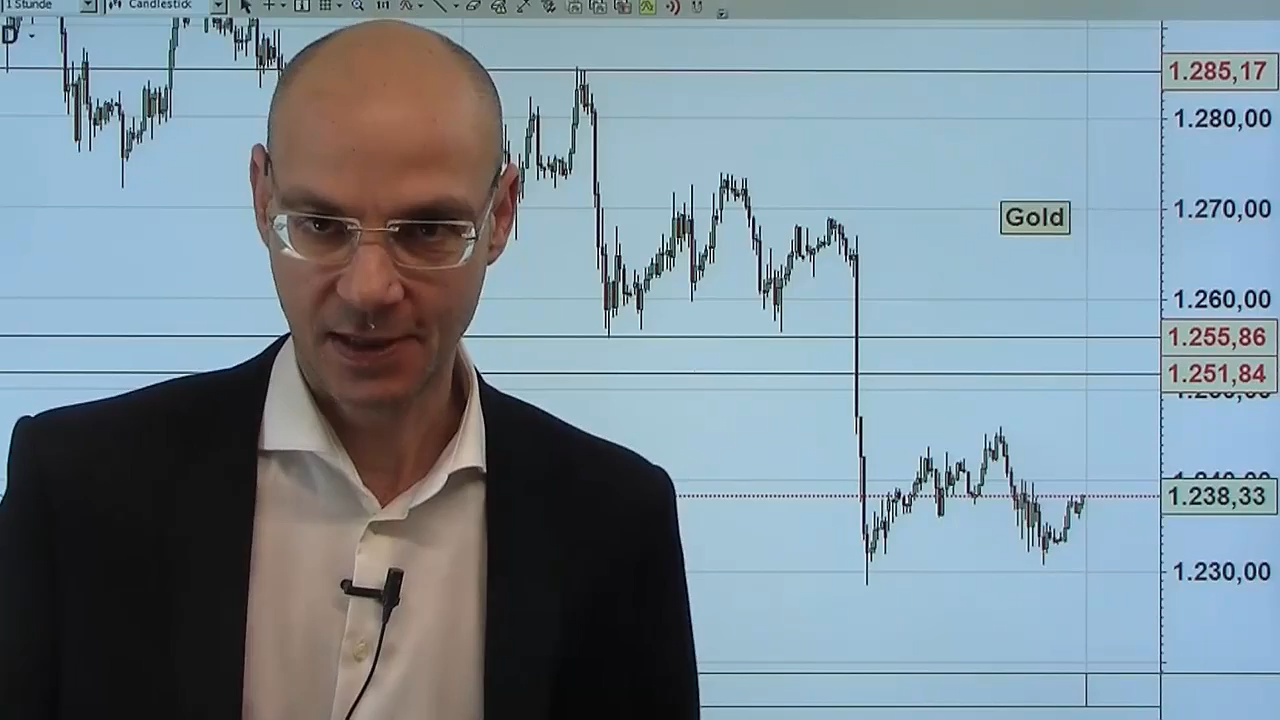 1 Stunde
Candlestick
D
1.285,17
1.280,00
1.270,00
Gold
1.260,00
1.255,86
1.251,84
1.238,33
1.230,00